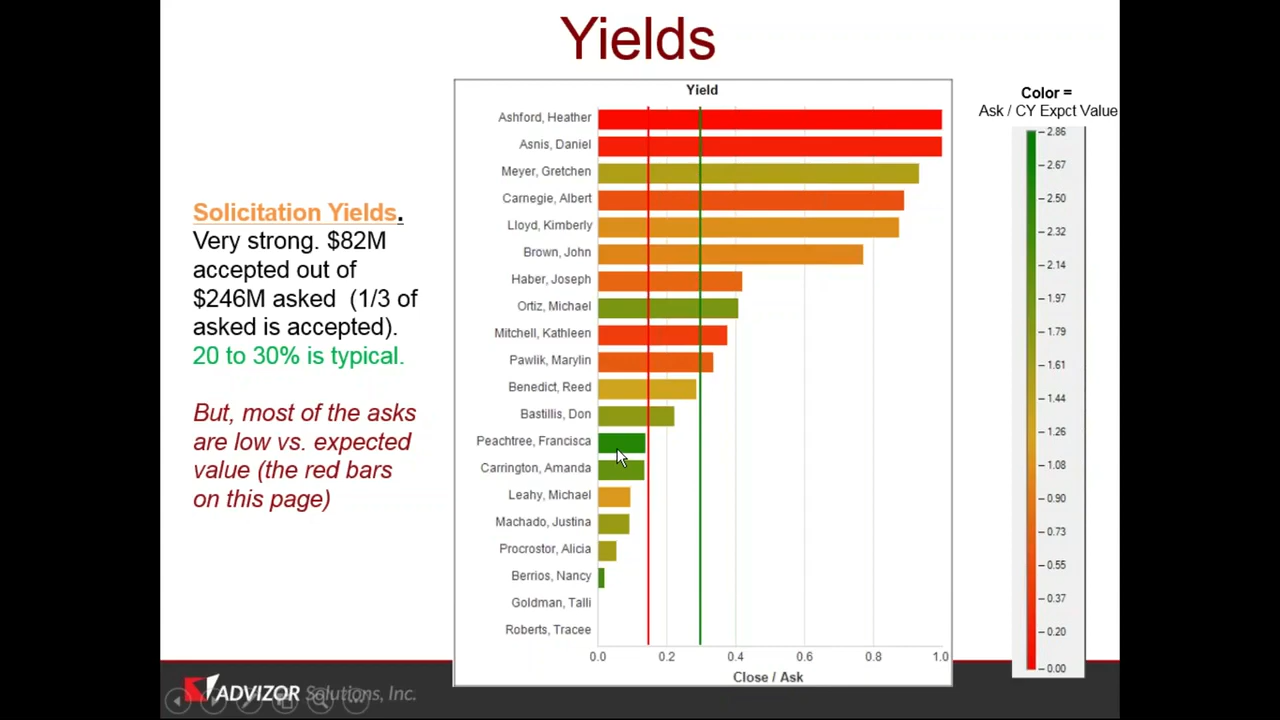 Yields
Solicitation Yields.
Very strong. $82M
accepted out of
$246M asked (1/3 of
asked is accepted).
20 to 30% is typical.
But, most of the asks
are low vs. expected
value (the red bars
on this page)
Yield
Ashford, Heather
Asnis, Daniel
Meyer, Gretchen
Carnegie, Albert
Lloyd, Kimberly
Brown, John
Haber, Joseph
Ortiz, Michael
Mitchell, Kathleen
Pawlik, Marylin
Benedict, Reed
Bastillis, Don
Peachtree, Francisca
Carrington, Amanda
Leahy, Michael
Machado, Justina
Procrostor, Alicia
Berrios, Nancy
Goldman, Talli
Roberts, Tracee
0.0 0.2 0.4 0.6 0.8 1.0
Close / Ask
Color =
Ask / CY Expct Value
2.86
2.67
2.50
2.32
2.14
1.97
1.79
1.61
1.44
1.26
1.08
0.90
0.73
0.55
0.37
0.20
0.00
ADVIZOR Solutions, Inc.